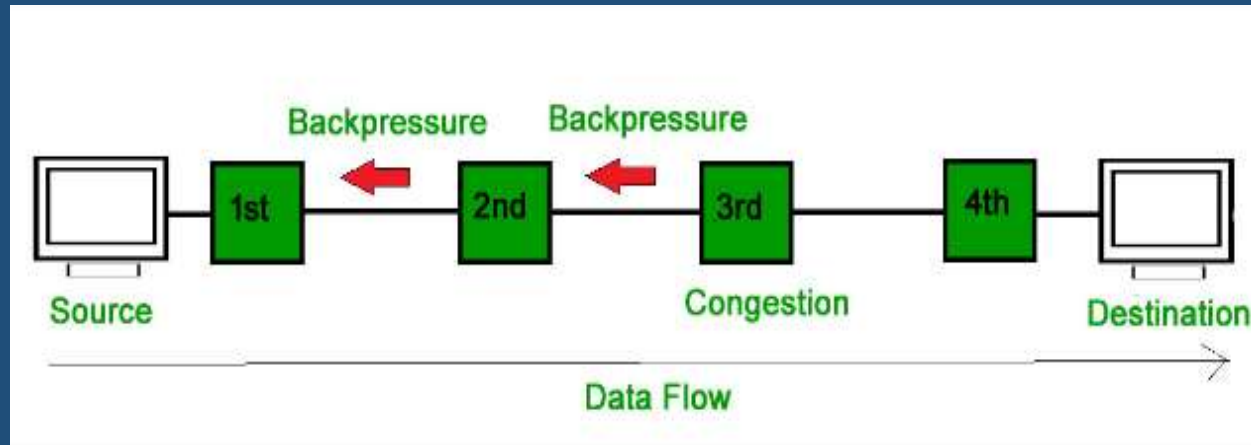 Backpressure Backpressure
1st 2nd 3rd 4th
Source Congestion Destination
Data Flow